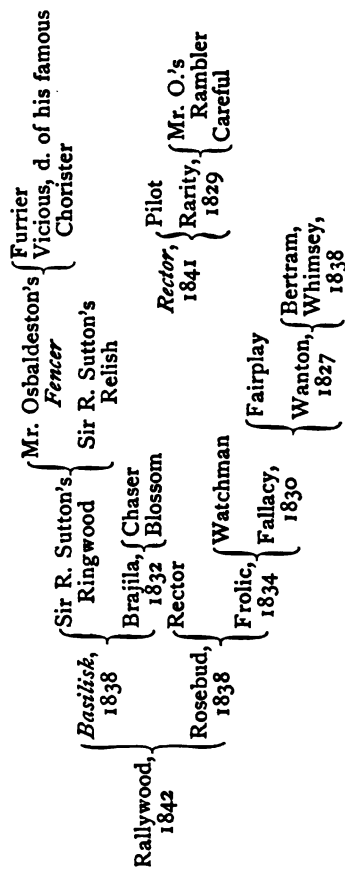 Rallywood,
1842
Basilisk,
1838
Sir R. Sutton's
Ringwood
Mr. Osbaldeston's
Fencer
Furrier
Vicious, d. of his famous
Chorister
Sir R. Sutton's
Relish
Brajila,
1832
Chaser
Blossom
Rosebud,
1838
Rector
Rector,
1841
Pilot
Rarity,
1829
Mr. O.'s
Rambler
Careful
Frolic,
1834
Watchman
Fallacy,
1830
Fairplay
Wanton,
1827
Bertram,
Whimsey,
1838